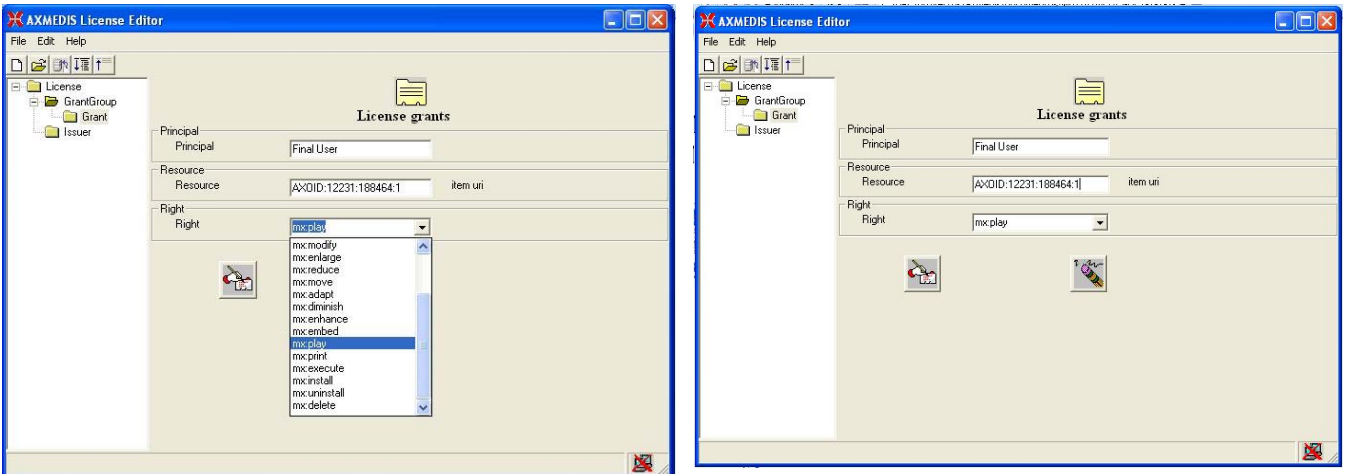 AXMEDIS License Editor
File Edit Help
License
GrantGroup
Grant
Issuer
License grants
Principal
Principal
Final User
Resource
Resource
AXOID:12231:188464:1
item uri
Right
Right
mx:play
mx:modify
mx:enlarge
mx:reduce
mx:move
mx:adapt
mx:diminish
mx:enhance
mx:embed
mx:play
mx:print
mx:execute
mx:install
mx:uninstall
mx:delete
AXMEDIS License Editor
File Edit Help
License
GrantGroup
Grant
Issuer
License grants
Principal
Principal
Final User
Resource
Resource
AXOID:12231:188464:1
item uri
Right
Right
mx:play